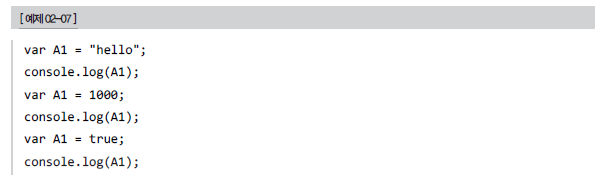 [예제 02-07]
var A1 = "hello";
console.log(A1);
var A1 = 1000;
console.log(A1);
var A1 = true;
console.log(A1);